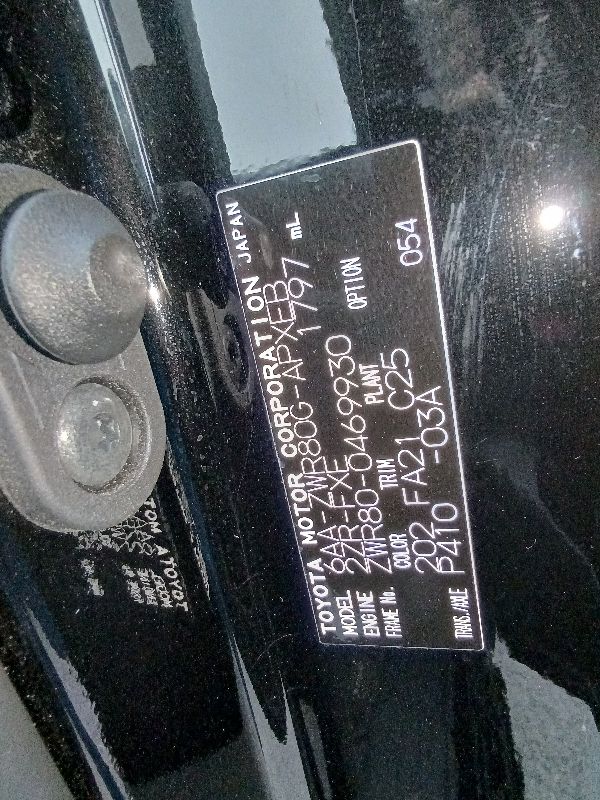 TOYOTA MOTOR CORPORATION JAPAN
MODEL 6AA-ZWR80G-APXEB
ENGINE 2ZR-FXE 1797 mL
FRAME No. ZWR80-0469930
COLOR TRIM PLANT OPTION
202 FA21 C25 054
TRANS./AXLE P410 -03A